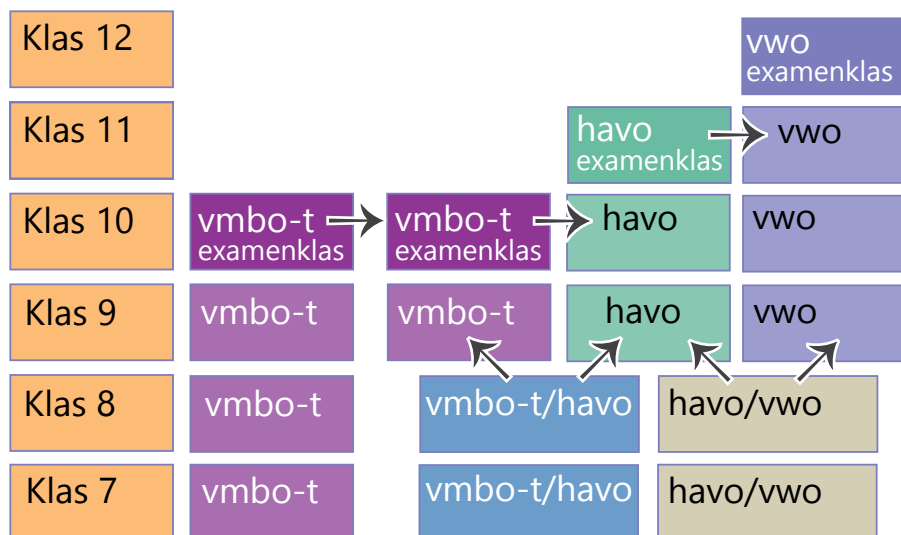 Klas 12
vwo
examenklas
Klas 11
havo
examenklas
vwo
Klas 10
vmbo-t
examenklas
vmbo-t
examenklas
havo
vwo
Klas 9
vmbo-t
vmbo-t
havo
vwo
Klas 8
vmbo-t
vmbo-t/havo
havo/vwo
Klas 7
vmbo-t
vmbo-t/havo
havo/vwo